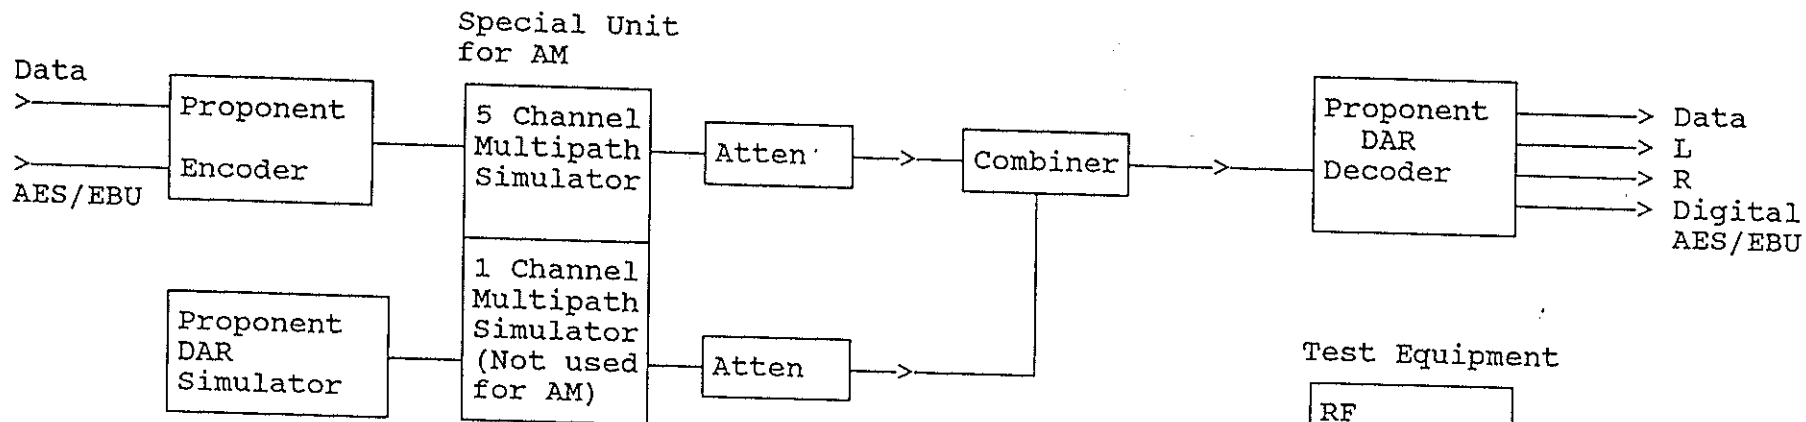 Special Unit
for AM
Data
Proponent
Encoder
AES/EBU
5 Channel
Multipath
Simulator
Atten
Combiner
Proponent
DAR
Decoder
Data
L
R
Digital
AES/EBU
Proponent
DAR
Simulator
1 Channel
Multipath
Simulator
(Not used
for AM)
Atten
Test Equipment
RF